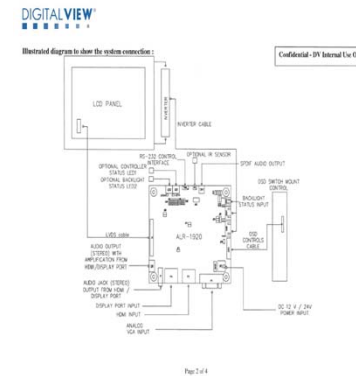 DIGITALVIEW
Illustrated diagram to show the system connection :
Confidential - DV Internal Use O
LCD PANEL
INVERTER
INVERTER CABLE
RS-232 CONTROL
INTERFACE
OPTIONAL IR SENSOR
OPTIONAL CONTROLLER
STATUS LED1
OPTIONAL BACKLIGHT
STATUS LED2
SPDIF AUDIO OUTPUT
OSD SWITCH MOUNT
CONTROL
BACKLIGHT
STATUS INPUT
LVDS cable
ALR-1920
OSD
CONTROLS
CABLE
AUDIO OUTPUT
(STEREO) WITH
AMPLIFICATION FROM
HDMI/DISPLAY PORT
AUDIO JACK (STEREO)
OUTPUT FROM HDMI /
DISPLAY PORT
DISPLAY PORT INPUT
HDMI INPUT
ANALOG
VGA INPUT
DC 12 V / 24V
POWER INPUT
Page 2 of 4